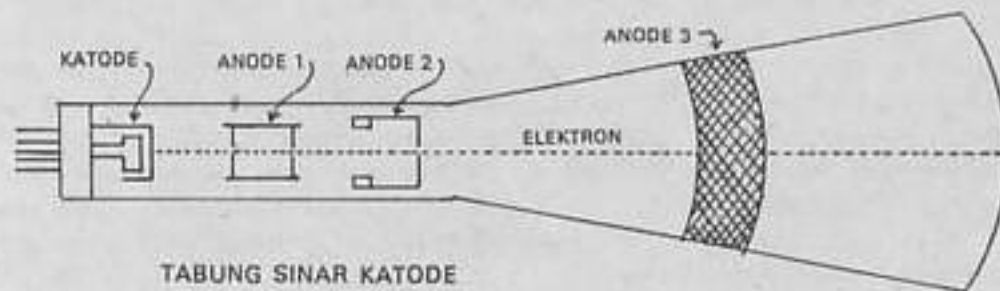 ANODE 3
KATODE
ANODE 1
ANODE 2
ELEKTRON
TABUNG SINAR KATODE